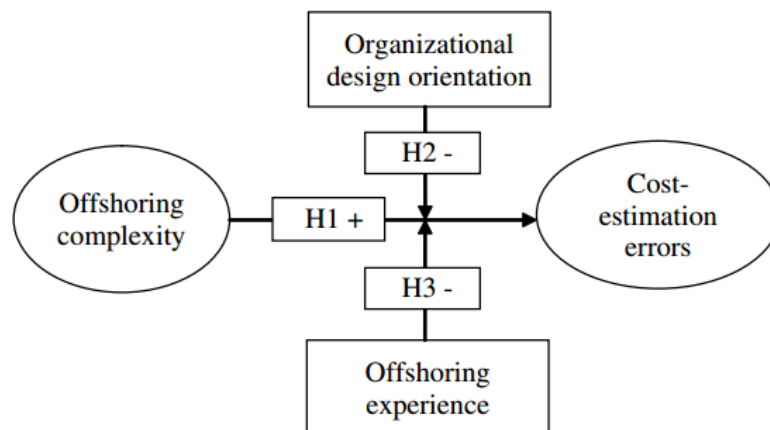 Organizational
design orientation
H2 -
Offshoring
complexity
H1 +
Cost-
estimation
errors
H3 -
Offshoring
experience